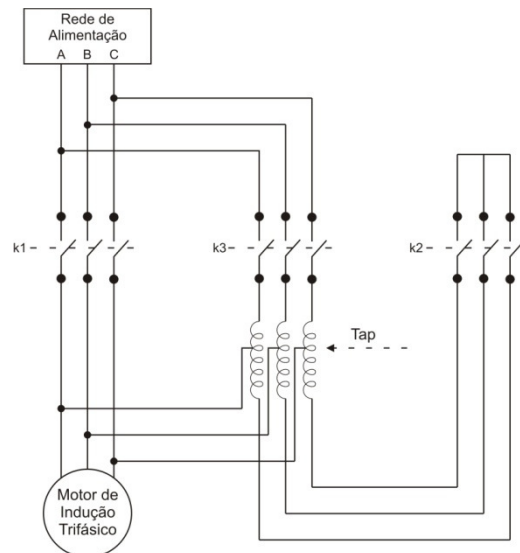 Rede de
Alimentação
A B C
k1
k3
k2
Tap
Motor de
Indução
Trifásico